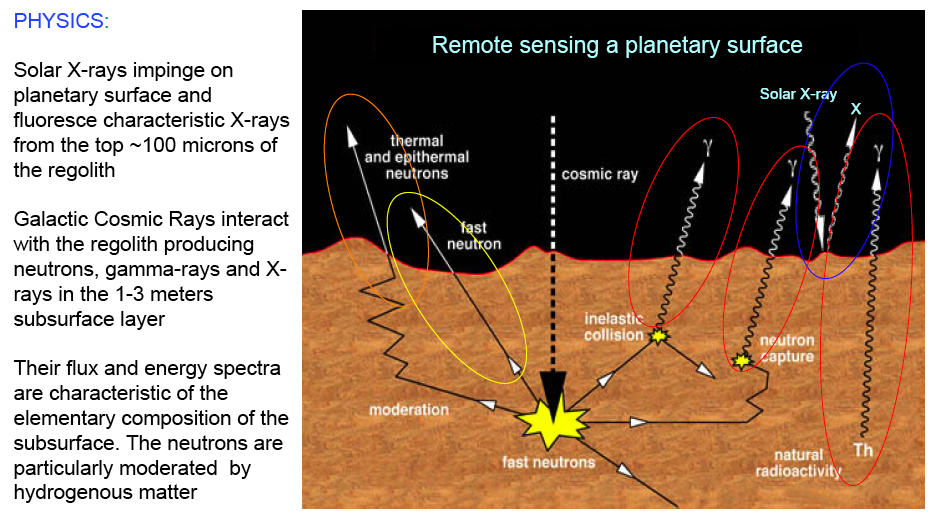 PHYSICS:
Solar X-rays impinge on
planetary surface and
fluoresce characteristic X-rays
from the top ~100 microns of
the regolith
Galactic Cosmic Rays interact
with the regolith producing
neutrons, gamma-rays and X-
rays in the 1-3 meters
subsurface layer
Their flux and energy spectra
are characteristic of the
elementary composition of the
subsurface. The neutrons are
particularly moderated by
hydrogenous matter
Remote sensing a planetary surface
Solar X-ray
X
thermal
and epithermal
neutrons
cosmic ray
γ
γ
γ
fast
neutron
inelastic
collision
neutron
capture
moderation
fast neutrons
natural
radioactivity
Th